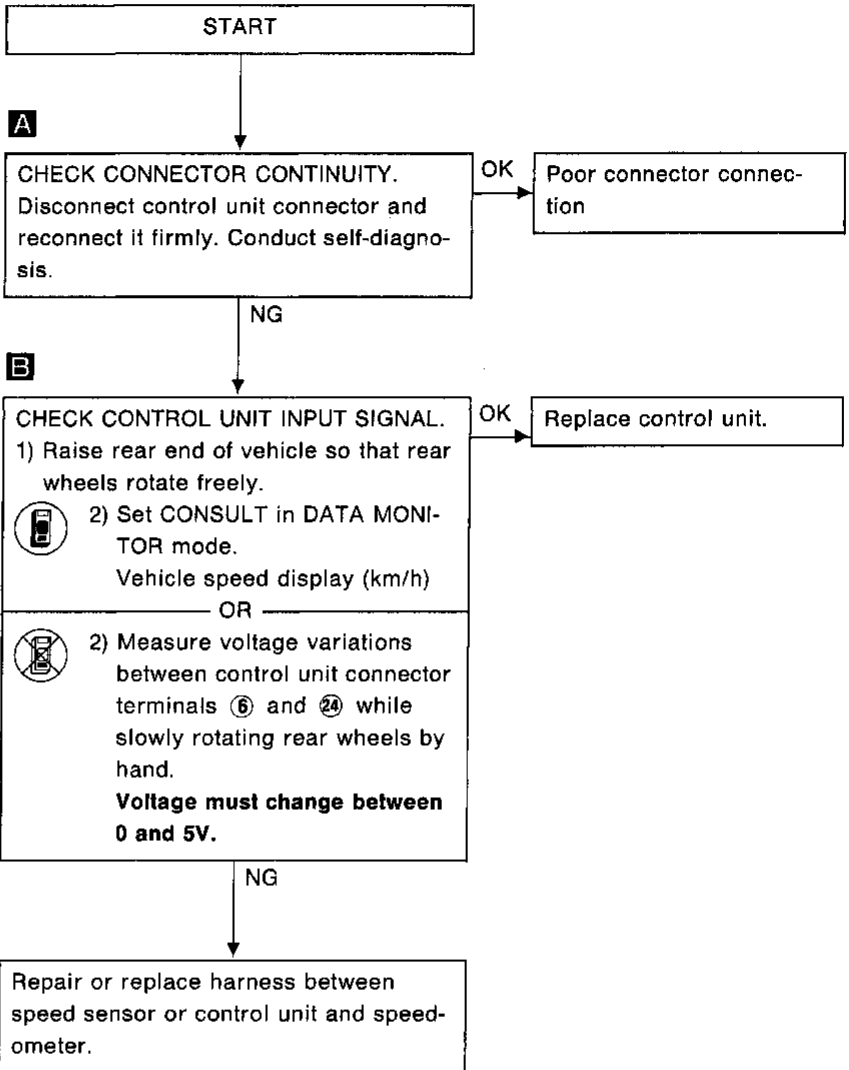 START
A
CHECK CONNECTOR CONTINUITY.
Disconnect control unit connector and
reconnect it firmly. Conduct self-diagno-
sis.
OK
Poor connector connec-
tion
NG
B
CHECK CONTROL UNIT INPUT SIGNAL.
1) Raise rear end of vehicle so that rear
wheels rotate freely.
2) Set CONSULT in DATA MONI-
TOR mode.
Vehicle speed display (km/h)
OK
Replace control unit.
OR
2) Measure voltage variations
between control unit connector
terminals ⑥ and ㉔ while
slowly rotating rear wheels by
hand.
Voltage must change between
0 and 5V.
NG
Repair or replace harness between
speed sensor or control unit and speed-
ometer.